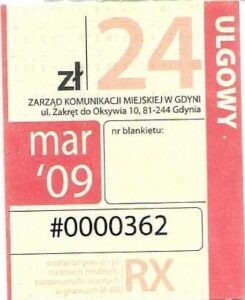 zł 24
ZARZĄD KOMUNIKACJI MIEJSKIEJ W GDYNI
ul. Zakręt do Oksywia 10, 81-244 Gdynia
ULGOWY
mar
'09
nr blankietu:
#0000362
RX